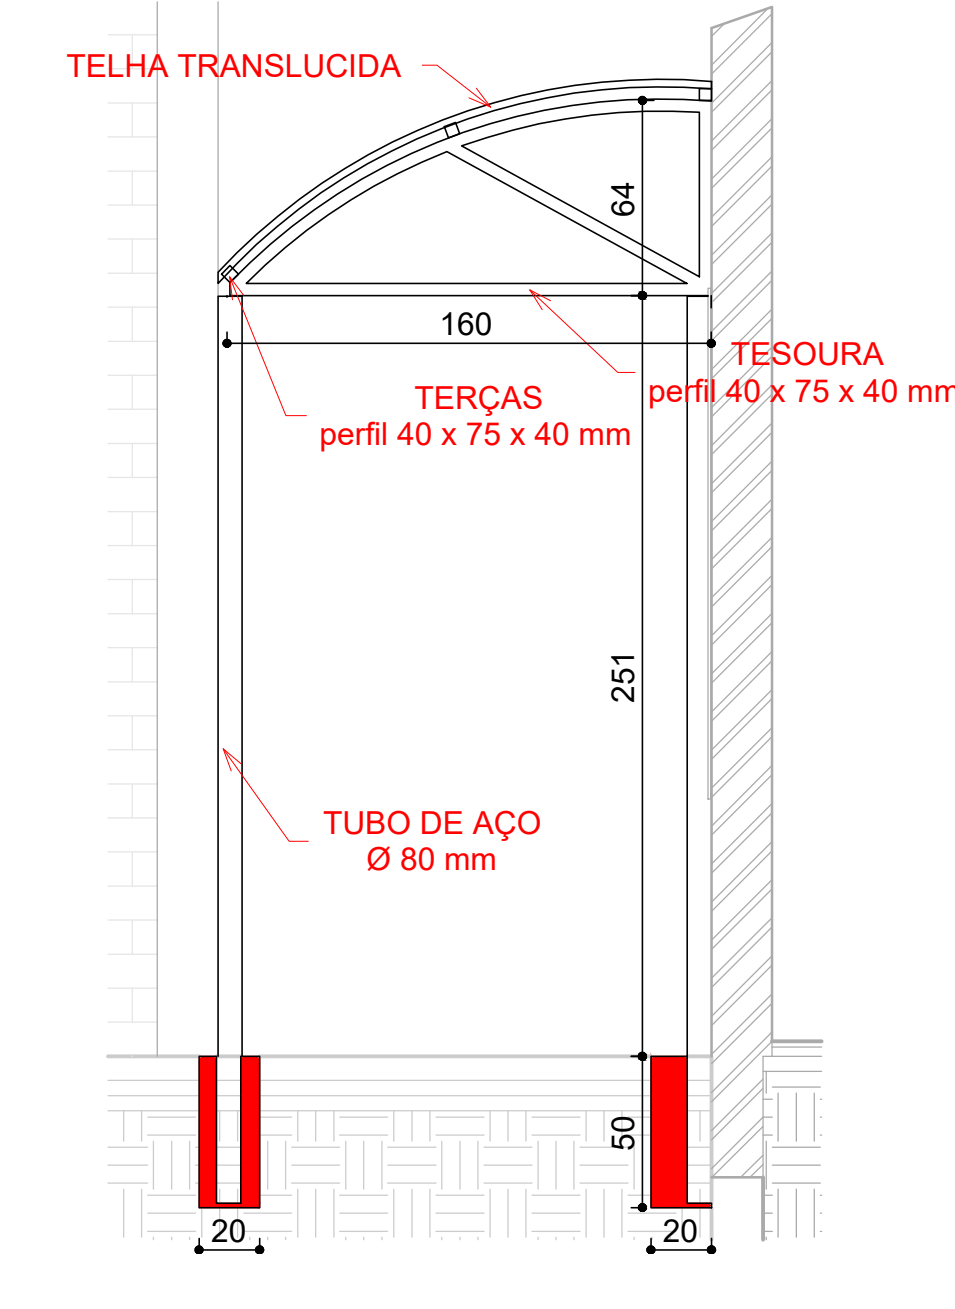 TELHA TRANSLUCIDA
64
160
TESOURA
perfil 40 x 75 x 40 mm
TERÇAS
perfil 40 x 75 x 40 mm
251
TUBO DE AÇO
Ø 80 mm
50
20
20